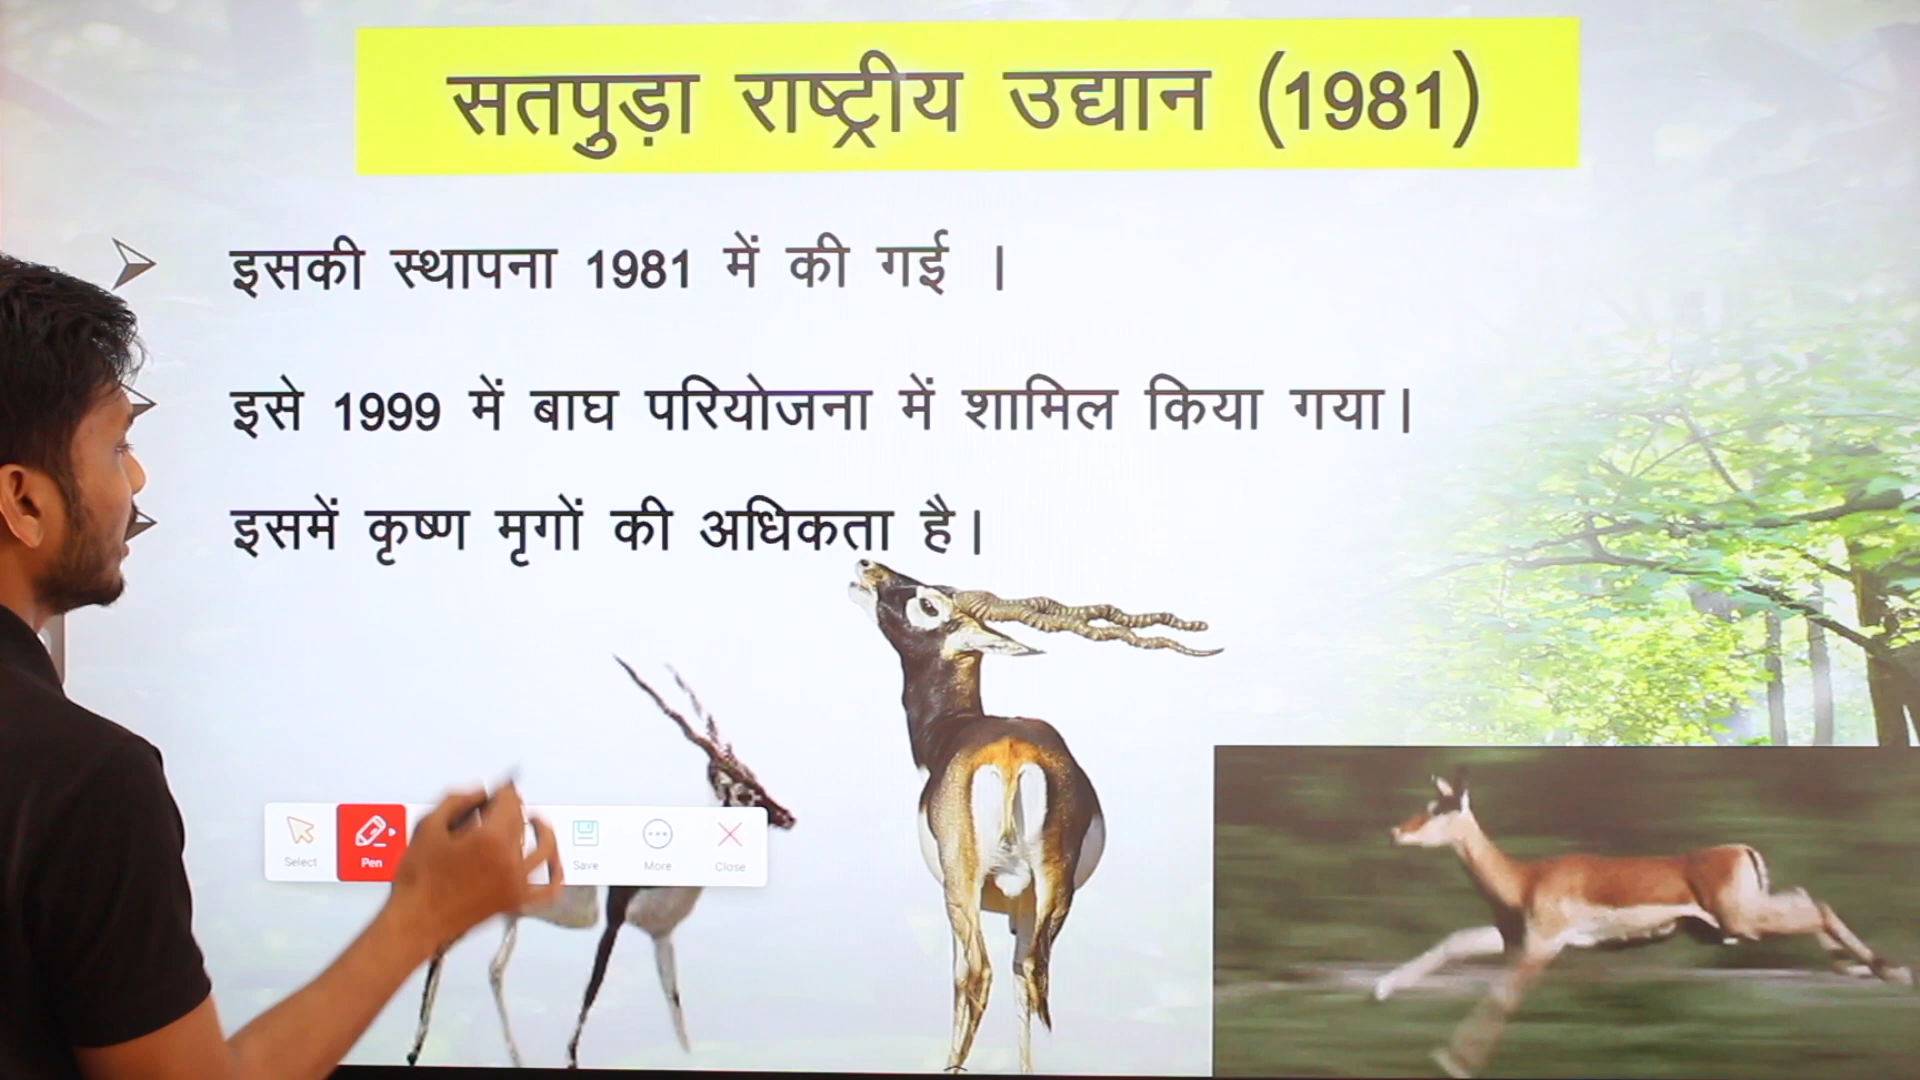 सतपुड़ा राष्ट्रीय उद्यान (1981)
इसकी स्थापना 1981 में की गई ।
इसे 1999 में बाघ परियोजना में शामिल किया गया।
इसमें कृष्ण मृगों की अधिकता है।
Select Pen Save More Close